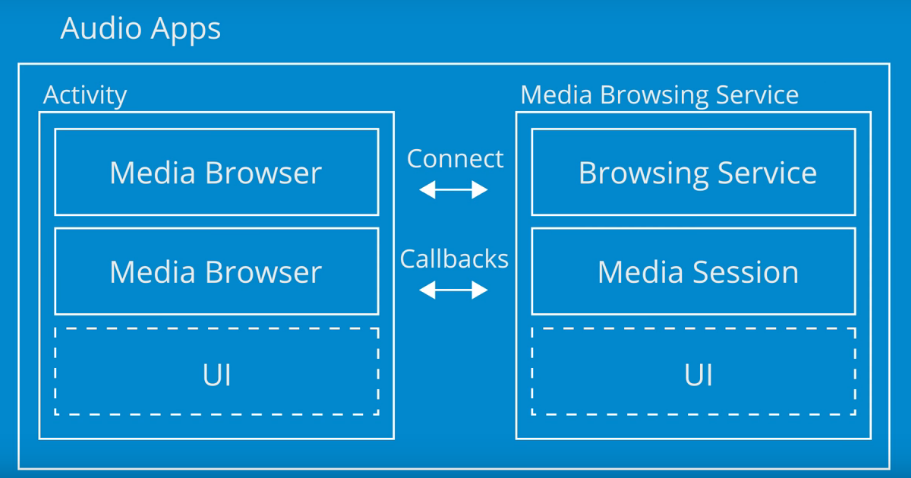 Audio Apps
Activity
Media Browser
Media Browser
UI
Connect
Callbacks
Media Browsing Service
Browsing Service
Media Session
UI